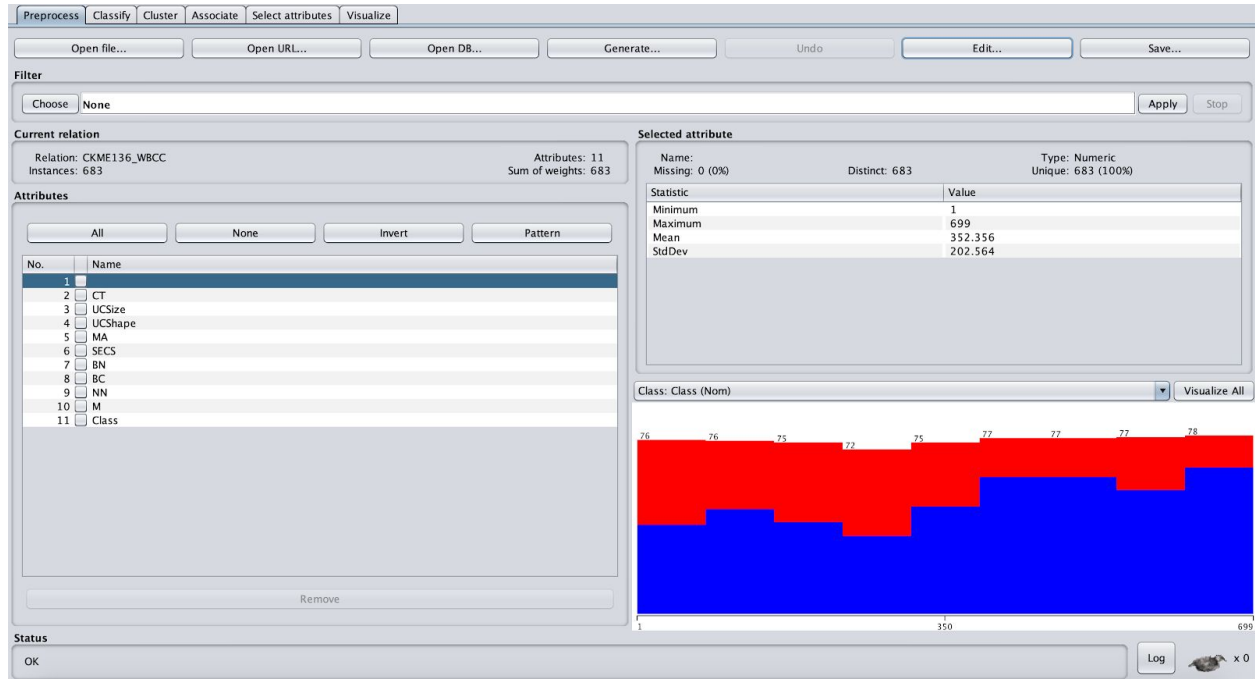 Preprocess Classify Cluster Associate Select attributes Visualize
Open file... Open URL... Open DB... Generate... Undo Edit... Save...
Filter
Choose None Apply Stop
Current relation
Relation: CKME136_WBCC Attributes: 11
Instances: 683 Sum of weights: 683
Attributes
All None Invert Pattern
No. Name
1
2 CT
3 UCSize
4 UCShape
5 MA
6 SECS
7 BN
8 BC
9 NN
10 M
11 Class
Remove
Selected attribute
Name: Type: Numeric
Missing: 0 (0%) Distinct: 683 Unique: 683 (100%)
Statistic Value
Minimum 1
Maximum 699
Mean 352.356
StdDev 202.564
Class: Class (Nom) Visualize All
76 76 75 72 75 77 77 77 78
1 350 699
Status
OK Log x 0